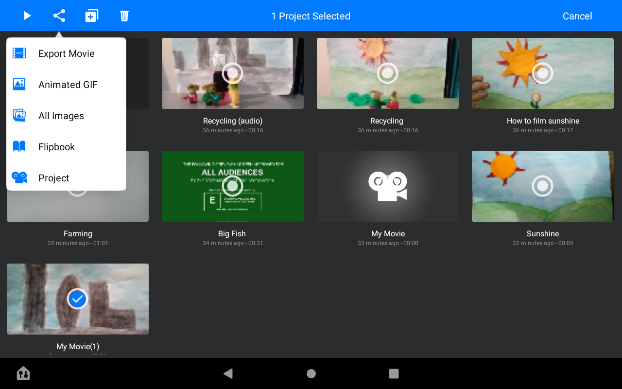 1 Project Selected
Cancel
Export Movie
Animated GIF
All Images
Flipbook
Project
Recycling (audio)
36 minutes ago - 00:16
Recycling
36 minutes ago - 00:16
How to film sunshine
36 minutes ago - 00:12
ALL AUDIENCES
E
Farming
35 minutes ago - 01:01
Big Fish
34 minutes ago - 00:31
My Movie
33 minutes ago - 00:00
Sunshine
32 minutes ago - 00:05
My Movie(1)